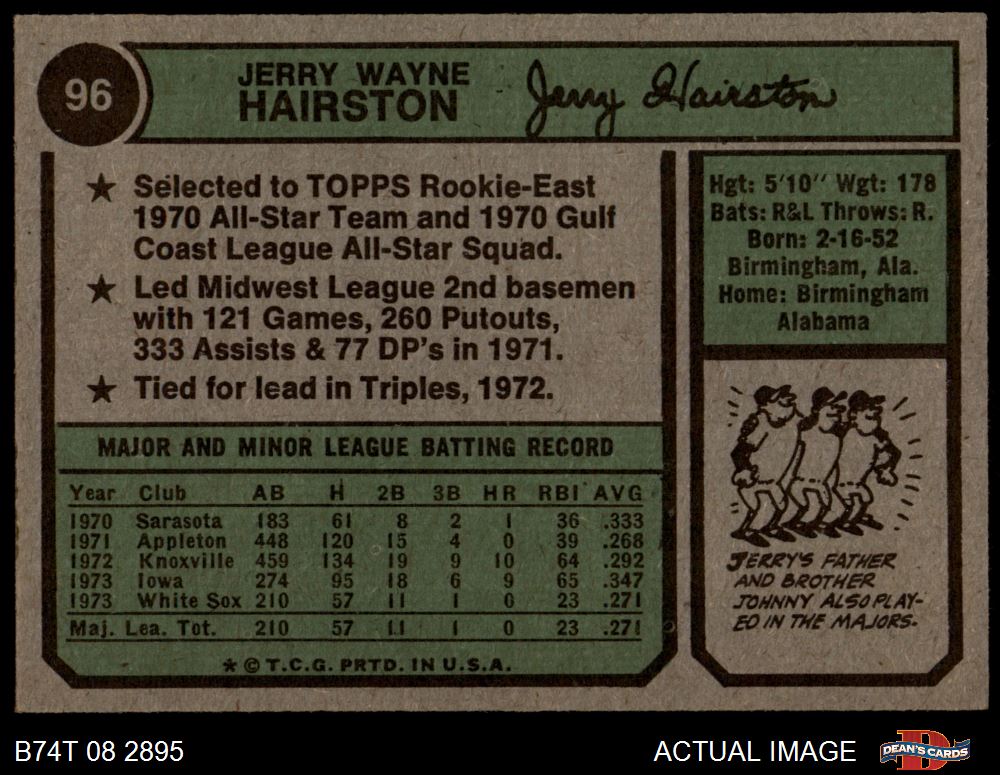 96
JERRY WAYNE
HAIRSTON
Jerry Hairston
★ Selected to TOPPS Rookie-East
1970 All-Star Team and 1970 Gulf
Coast League All-Star Squad.
★ Led Midwest League 2nd basemen
with 121 Games, 260 Putouts,
333 Assists & 77 DP's in 1971.
★ Tied for lead in Triples, 1972.
MAJOR AND MINOR LEAGUE BATTING RECORD
Year Club AB H 2B 3B HR RBI AVG
1970 Sarasota 183 61 8 2 1 36 .333
1971 Appleton 448 120 15 4 0 39 .268
1972 Knoxville 459 134 19 9 10 64 .292
1973 Iowa 274 95 18 6 9 65 .347
1973 White Sox 210 57 11 1 0 23 .271
Maj. Lea. Tot. 210 57 11 1 0 23 .271
★ © T.C.G. PRTD. IN U.S.A.
Hgt: 5'10" Wgt: 178
Bats: R&L Throws: R.
Born: 2-16-52
Birmingham, Ala.
Home: Birmingham
Alabama
JERRY'S FATHER
AND BROTHER
JOHNNY ALSO PLAY-
ED IN THE MAJORS.
B74T 08 2895
ACTUAL IMAGE
DEAN'S CARDS